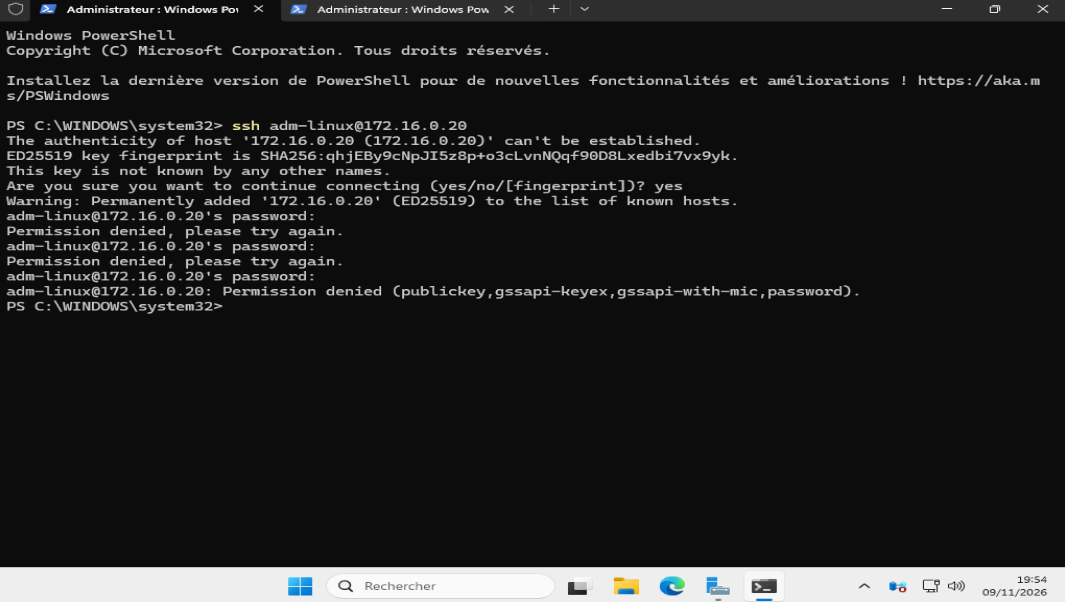 Administrateur : Windows Pow
Administrateur : Windows Pow
Windows PowerShell
Copyright (C) Microsoft Corporation. Tous droits réservés.
Installez la dernière version de PowerShell pour de nouvelles fonctionnalités et améliorations ! https://aka.m
s/PSWindows
PS C:\WINDOWS\system32> ssh adm-linux@172.16.0.20
The authenticity of host '172.16.0.20 (172.16.0.20)' can't be established.
ED25519 key fingerprint is SHA256:qhjEBy9cNpJI5z8p+o3cLvnNQqf90D8Lxedbi7vx9yk.
This key is not known by any other names.
Are you sure you want to continue connecting (yes/no/[fingerprint])? yes
Warning: Permanently added '172.16.0.20' (ED25519) to the list of known hosts.
adm-linux@172.16.0.20's password:
Permission denied, please try again.
adm-linux@172.16.0.20's password:
Permission denied, please try again.
adm-linux@172.16.0.20's password:
adm-linux@172.16.0.20: Permission denied (publickey,gssapi-keyex,gssapi-with-mic,password).
PS C:\WINDOWS\system32>
Rechercher
19:54
09/11/2026